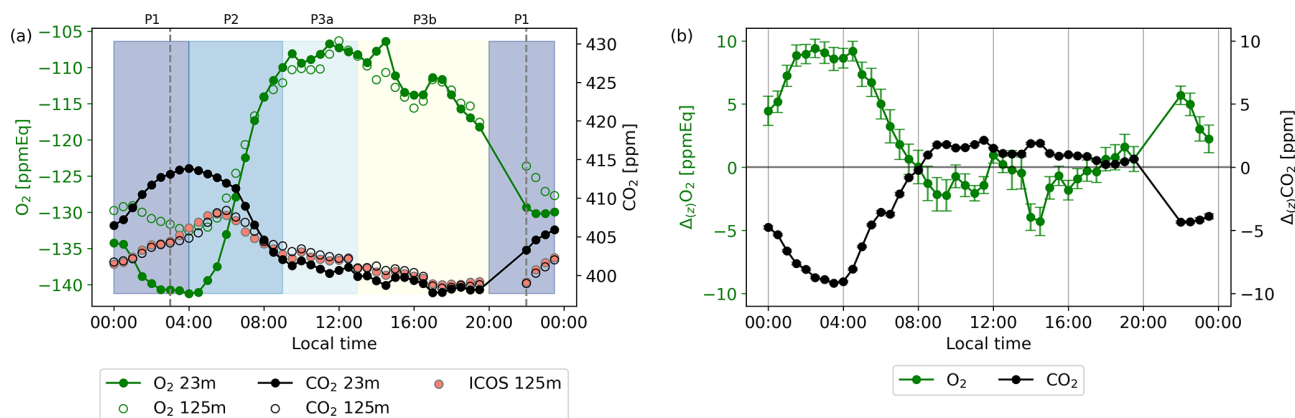 P1 P2 P3a P3b P1
(a)
−105
−110
−115
−120
−125
−130
−135
−140
O₂ [ppmEq]
430
425
420
415
410
405
400
CO₂ [ppm]
00:00 04:00 08:00 12:00 16:00 20:00 00:00
Local time
O₂ 23m CO₂ 23m ICOS 125m
O₂ 125m CO₂ 125m
(b)
10
5
0
−5
−10
Δ₍z₎O₂ [ppmEq]
10
5
0
−5
−10
Δ₍z₎CO₂ [ppm]
00:00 04:00 08:00 12:00 16:00 20:00 00:00
Local time
O₂ CO₂